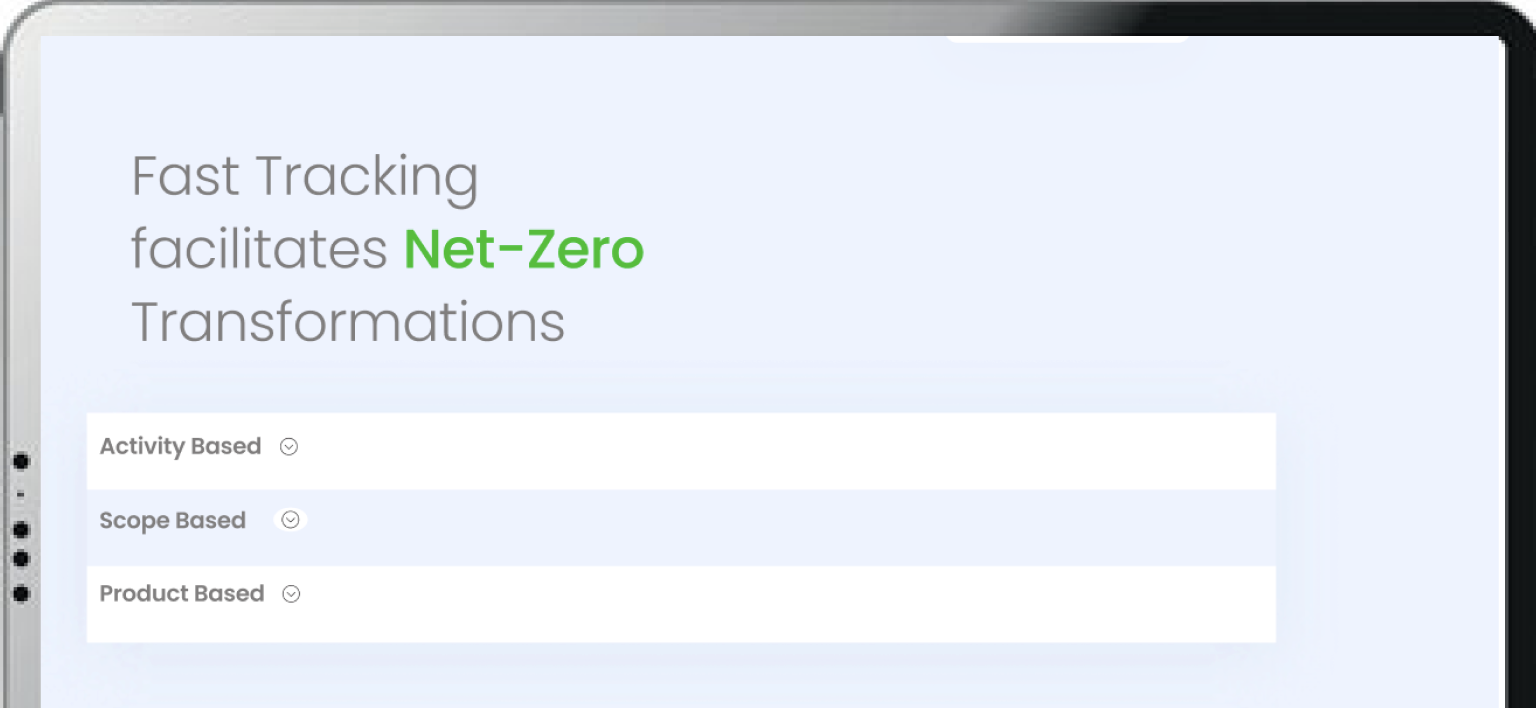 Fast Tracking
facilitates Net-Zero
Transformations
Activity Based
Scope Based
Product Based